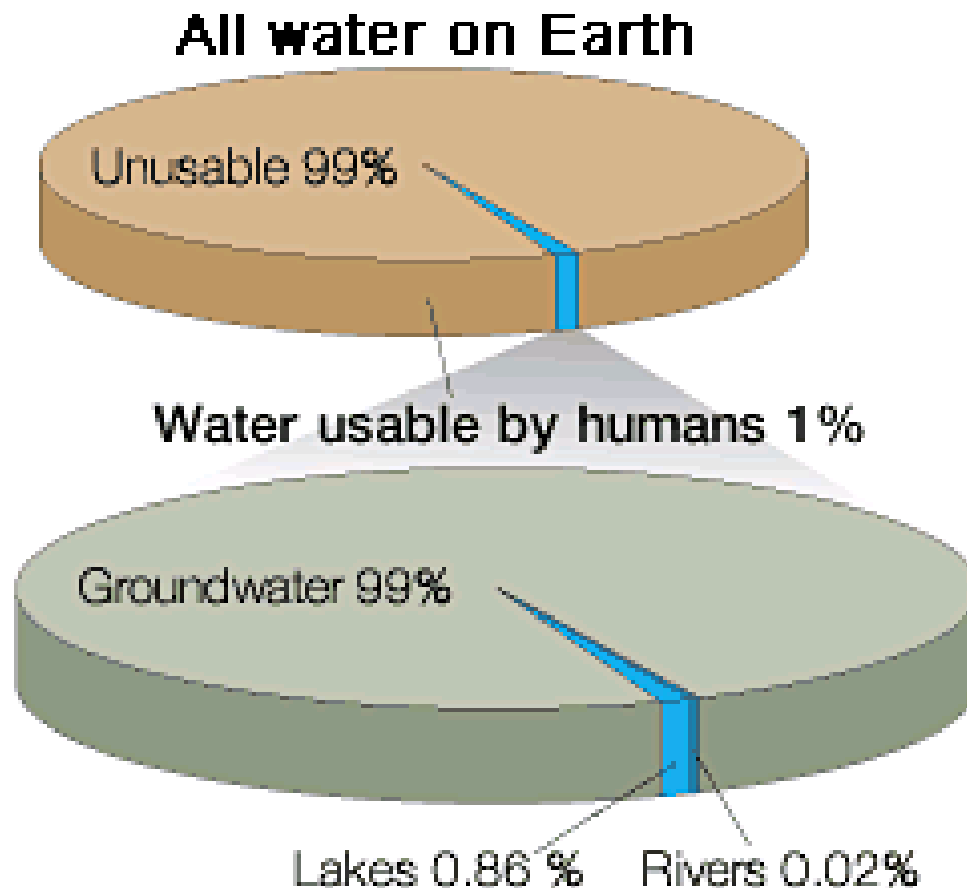 All water on Earth
Unusable 99%
Water usable by humans 1%
Groundwater 99%
Lakes 0.86 %
Rivers 0.02%